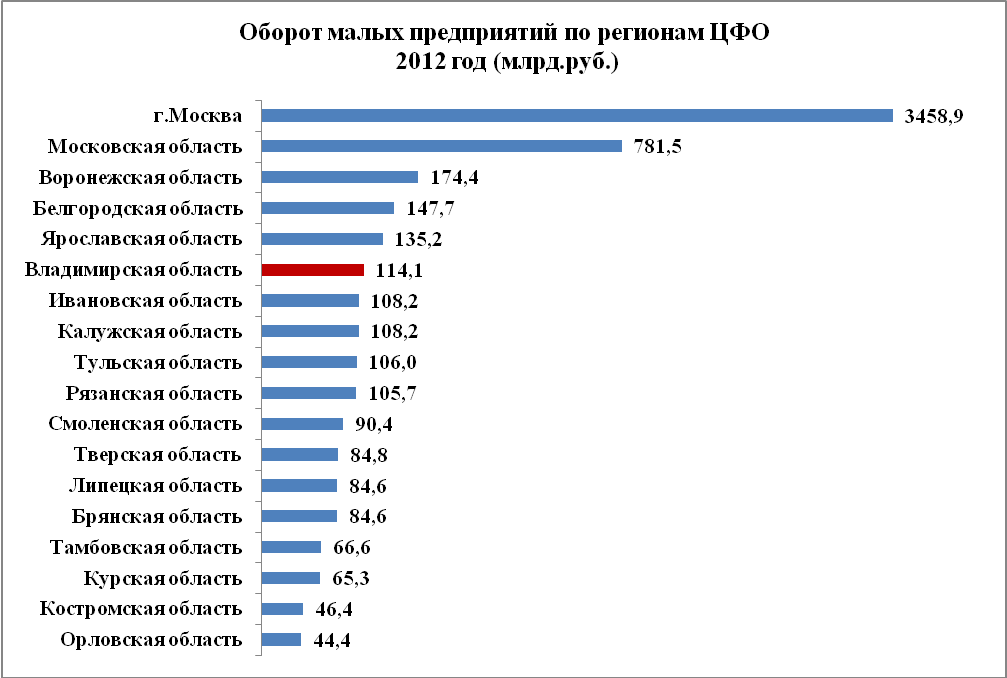 Оборот малых предприятий по регионам ЦФО
2012 год (млрд.руб.)
г.Москва 3458,9
Московская область 781,5
Воронежская область 174,4
Белгородская область 147,7
Ярославская область 135,2
Владимирская область 114,1
Ивановская область 108,2
Калужская область 108,2
Тульская область 106,0
Рязанская область 105,7
Смоленская область 90,4
Тверская область 84,8
Липецкая область 84,6
Брянская область 84,6
Тамбовская область 66,6
Курская область 65,3
Костромская область 46,4
Орловская область 44,4